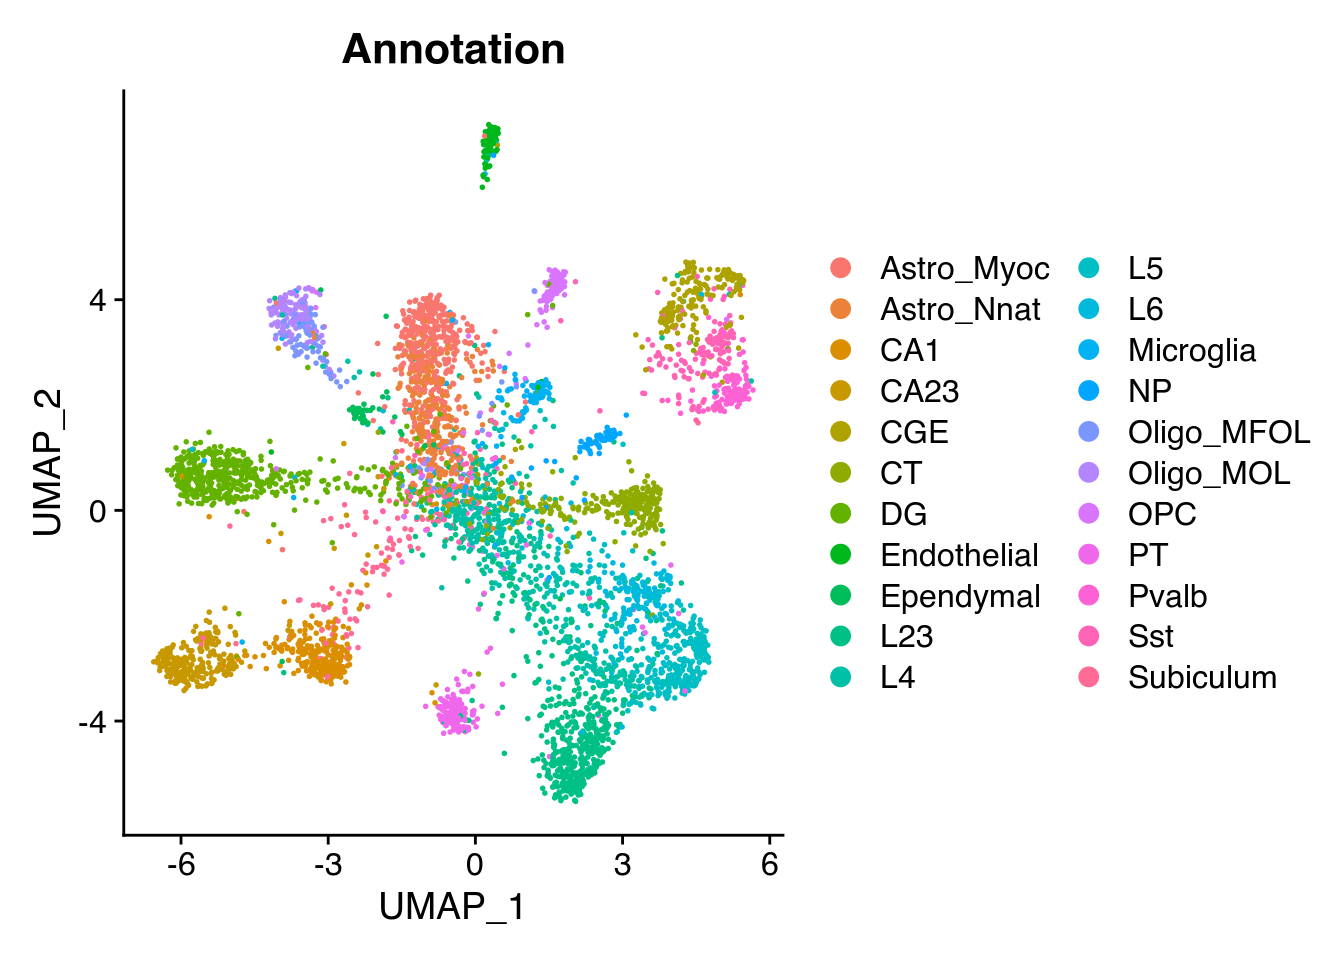 Annotation
UMAP_2
4
0
-4
-6
-3
0
3
6
UMAP_1
Astro_Myoc
Astro_Nnat
CA1
CA23
CGE
CT
DG
Endothelial
Ependymal
L23
L4
L5
L6
Microglia
NP
Oligo_MFOL
Oligo_MOL
OPC
PT
Pvalb
Sst
Subiculum